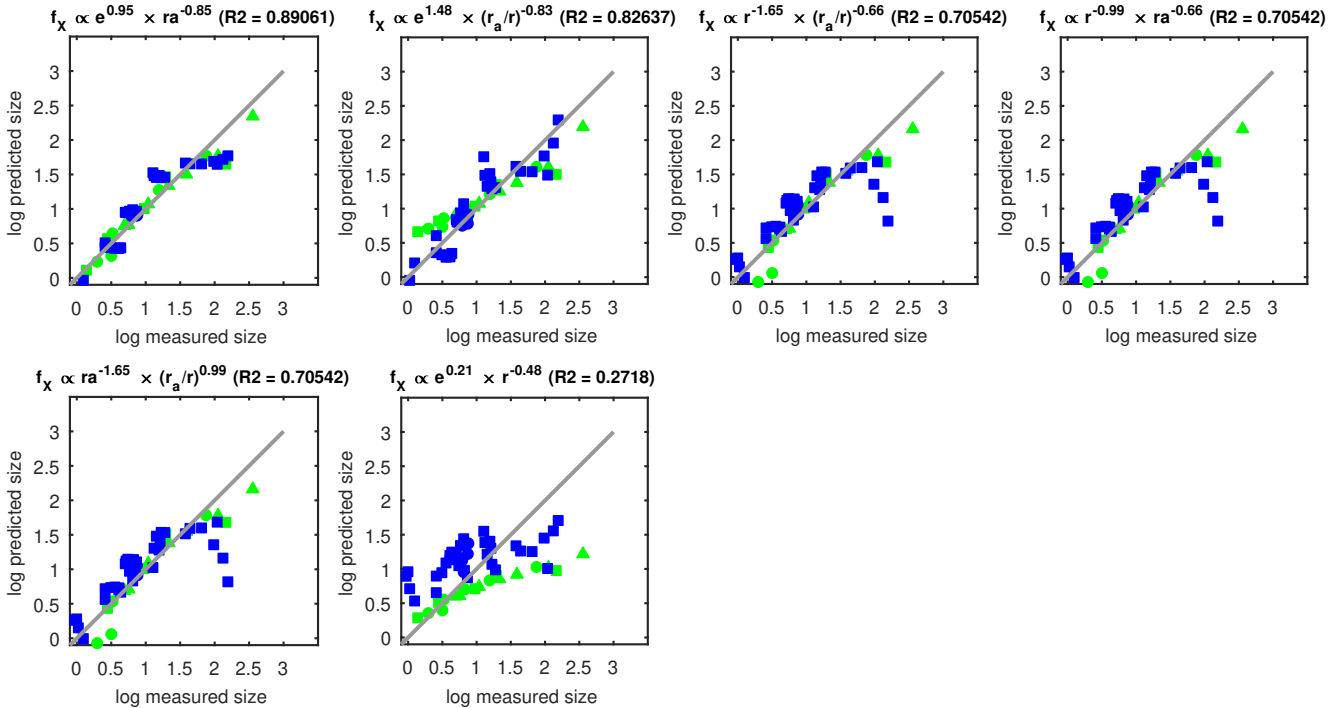 f_X ∝ e^0.95 × ra^-0.85 (R2 = 0.89061)
3
2.5
2
1.5
1
0.5
0
log predicted size
0 0.5 1 1.5 2 2.5 3
log measured size
f_X ∝ e^1.48 × (r_a/r)^-0.83 (R2 = 0.82637)
3
2.5
2
1.5
1
0.5
0
log predicted size
0 0.5 1 1.5 2 2.5 3
log measured size
f_X ∝ r^-1.65 × (r_a/r)^-0.66 (R2 = 0.70542)
3
2.5
2
1.5
1
0.5
0
log predicted size
0 0.5 1 1.5 2 2.5 3
log measured size
f_X ∝ r^-0.99 × ra^-0.66 (R2 = 0.70542)
3
2.5
2
1.5
1
0.5
0
log predicted size
0 0.5 1 1.5 2 2.5 3
log measured size
f_X ∝ ra^-1.65 × (r_a/r)^0.99 (R2 = 0.70542)
3
2.5
2
1.5
1
0.5
0
log predicted size
0 0.5 1 1.5 2 2.5 3
log measured size
f_X ∝ e^0.21 × r^-0.48 (R2 = 0.2718)
3
2.5
2
1.5
1
0.5
0
log predicted size
0 0.5 1 1.5 2 2.5 3
log measured size